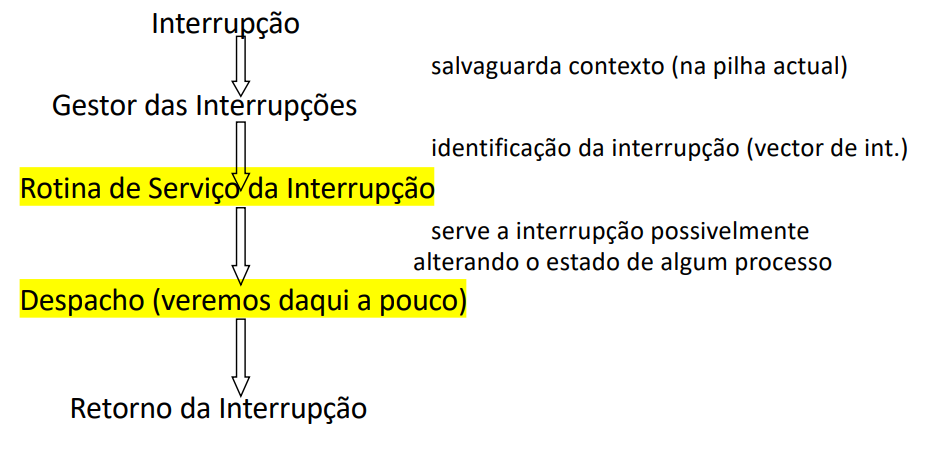 Interrupção
salvaguarda contexto (na pilha actual)
Gestor das Interrupções
identificação da interrupção (vector de int.)
Rotina de Serviço da Interrupção
serve a interrupção possivelmente
alterando o estado de algum processo
Despacho (veremos daqui a pouco)
Retorno da Interrupção